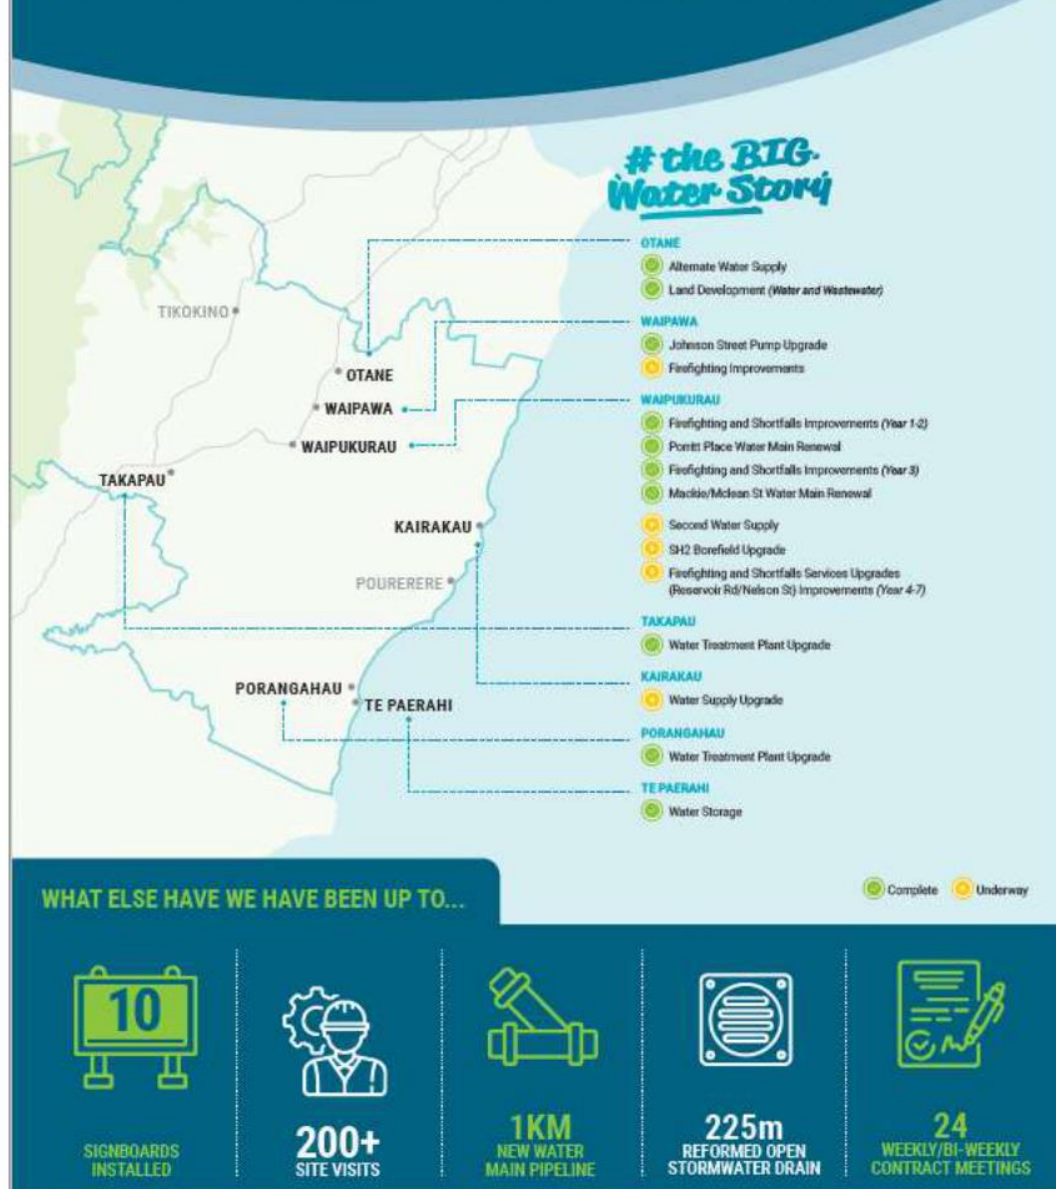 # the BIG
Water Story
OTANE
Alternate Water Supply
Land Development (Water and Wastewater)
WAIPAWA
Johnson Street Pump Upgrade
Firefighting Improvements
WAIPUKURAU
Firefighting and Shortfalls Improvements (Year 1-2)
Porritt Place Water Main Renewal
Firefighting and Shortfalls Improvements (Year 3)
Mackie/Mclean St Water Main Renewal
Second Water Supply
SH2 Borefield Upgrade
Firefighting and Shortfalls Services Upgrades
(Reservoir Rd/Nelson St) Improvements (Year 4-7)
TAKAPAU
Water Treatment Plant Upgrade
KAIRAKAU
Water Supply Upgrade
PORANGAHAU
Water Treatment Plant Upgrade
TE PAERAHI
Water Storage
Complete Underway
TIKOKINO
OTANE
WAIPAWA
WAIPUKURAU
TAKAPAU
KAIRAKAU
POURERERE
PORANGAHAU
TE PAERAHI
WHAT ELSE HAVE WE HAVE BEEN UP TO...
10
SIGNBOARDS
INSTALLED
200+
SITE VISITS
1KM
NEW WATER
MAIN PIPELINE
225m
REFORMED OPEN
STORMWATER DRAIN
24
WEEKLY/BI-WEEKLY
CONTRACT MEETINGS